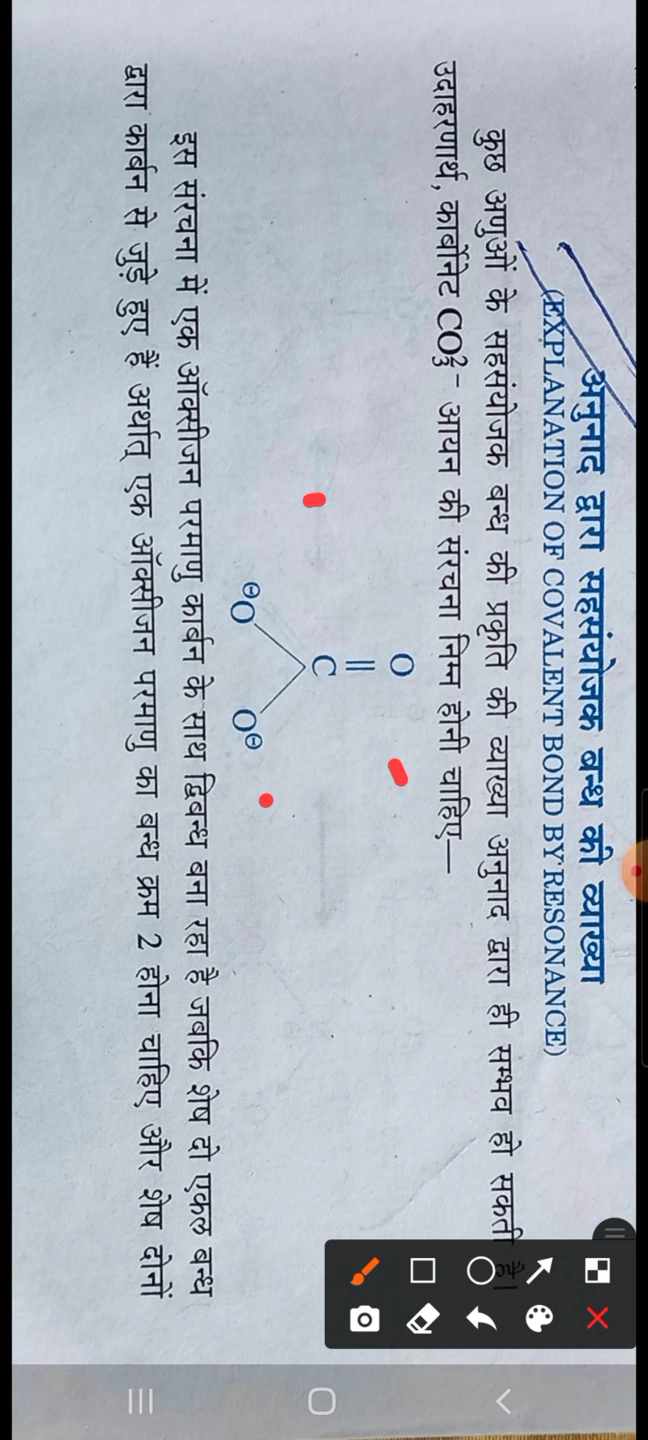 अनुनाद द्वारा सहसंयोजक बन्ध की व्याख्या
(EXPLANATION OF COVALENT BOND BY RESONANCE)
कुछ अणुओं के सहसंयोजक बन्ध की प्रकृति की व्याख्या अनुनाद द्वारा ही सम्भव हो सकती है।
उदाहरणार्थ, कार्बोनेट CO₃²⁻ आयन की संरचना निम्न होनी चाहिए—
O
||
C
⊖O O⊖
इस संरचना में एक ऑक्सीजन परमाणु कार्बन के साथ द्विबन्ध बना रहा है जबकि शेष दो एकल बन्ध
द्वारा कार्बन से जुड़े हुए हैं अर्थात् एक ऑक्सीजन परमाणु का बन्ध क्रम 2 होना चाहिए और शेष दोनों